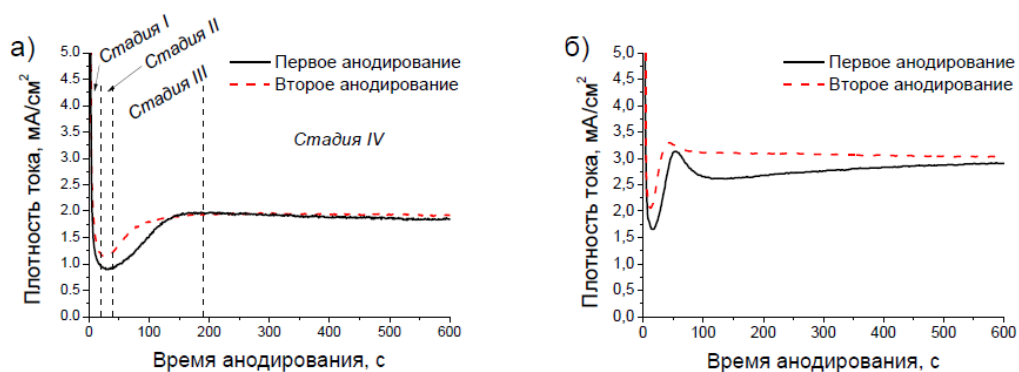 а)
Стадия I
Стадия II
Стадия III
Стадия IV
Первое анодирование
Второе анодирование
5.0
4.5
4.0
3.5
3.0
2.5
2.0
1.5
1.0
0.5
0.0
Плотность тока, мА/см²
0 100 200 300 400 500 600
Время анодирования, с
б)
Первое анодирование
Второе анодирование
5,0
4,5
4,0
3,5
3,0
2,5
2,0
1,5
1,0
0,5
0,0
Плотность тока, мА/см²
0 100 200 300 400 500 600
Время анодирования, с